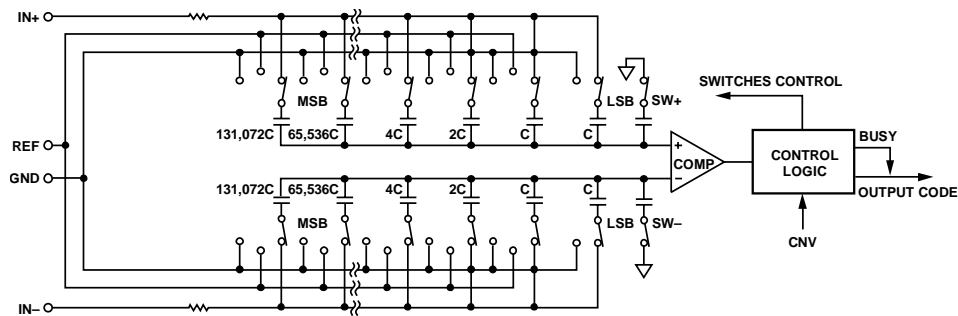 IN+
SWITCHES CONTROL
MSB
LSB
SW+
131,072C
65,536C
4C
2C
C
C
BUSY
REF
+
COMP
–
CONTROL
LOGIC
GND
OUTPUT CODE
131,072C
65,536C
4C
2C
C
C
MSB
LSB
SW–
CNV
IN–